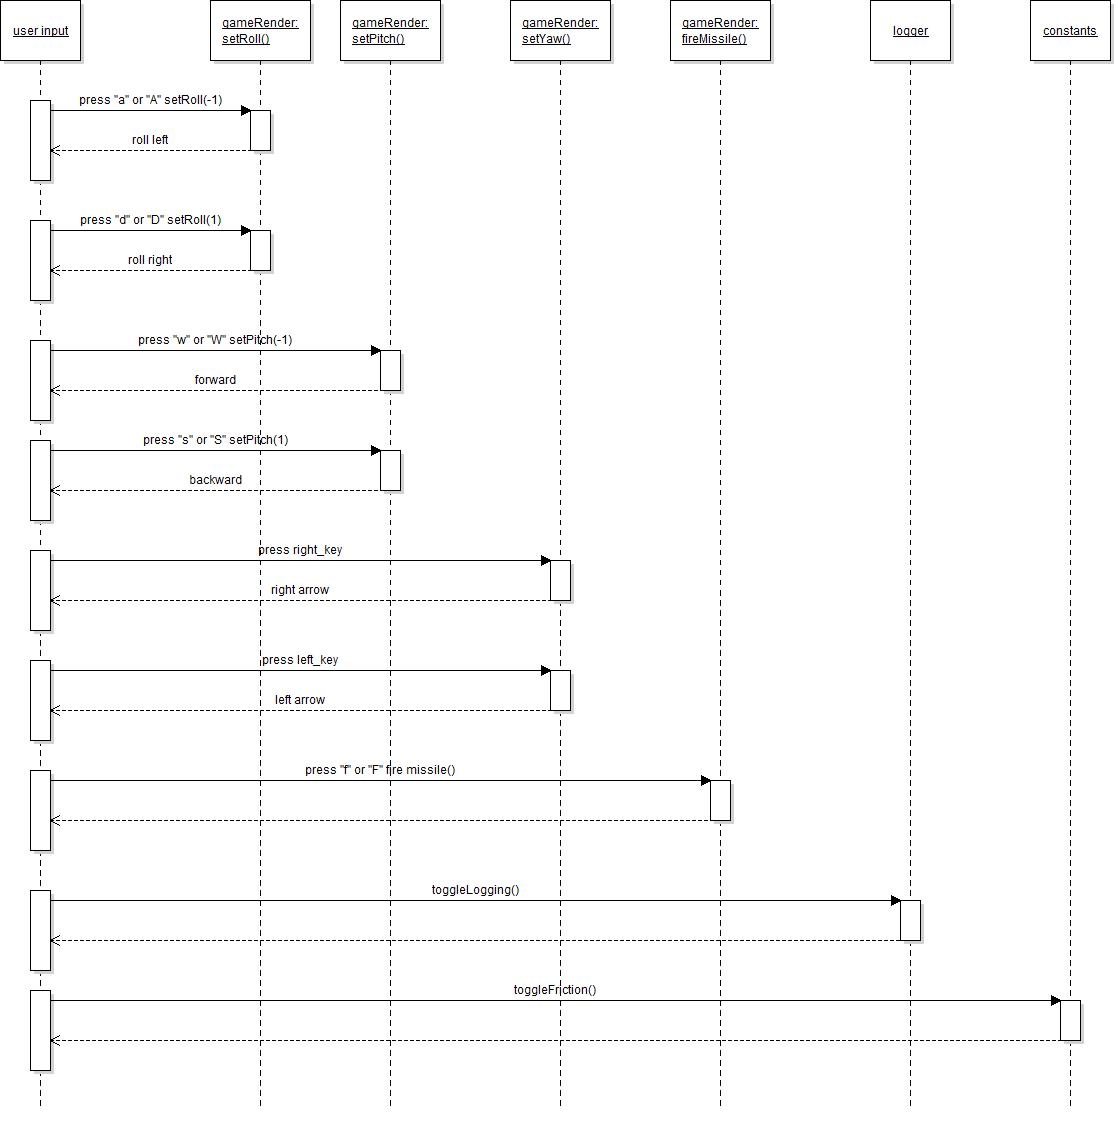 user input
gameRender:
setRoll()
gameRender:
setPitch()
gameRender:
setYaw()
gameRender:
fireMissile()
logger
constants
press "a" or "A" setRoll(-1)
roll left
press "d" or "D" setRoll(1)
roll right
press "w" or "W" setPitch(-1)
forward
press "s" or "S" setPitch(1)
backward
press right_key
right arrow
press left_key
left arrow
press "f" or "F" fire missile()
toggleLogging()
toggleFriction()